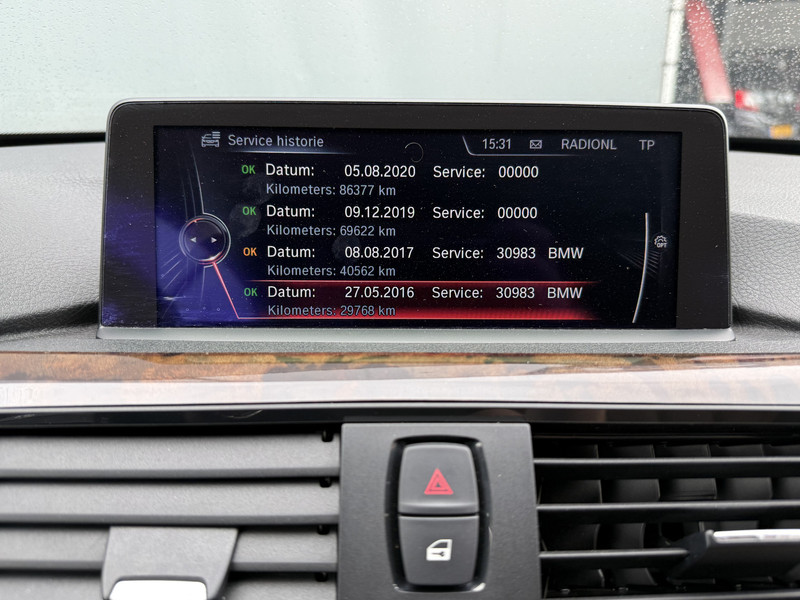 Service historie 15:31 RADIONL TP
OK Datum: 05.08.2020 Service: 00000
Kilometers: 86377 km
OK Datum: 09.12.2019 Service: 00000
Kilometers: 69622 km
OK Datum: 08.08.2017 Service: 30983 BMW
Kilometers: 40562 km
OK Datum: 27.05.2016 Service: 30983 BMW
Kilometers: 29768 km